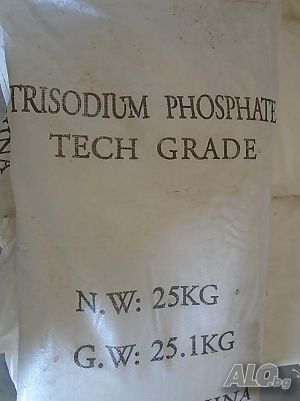 TRISODIUM PHOSPHATE
TECH GRADE
N.W: 25KG
G.W: 25.1KG
ALO.bg